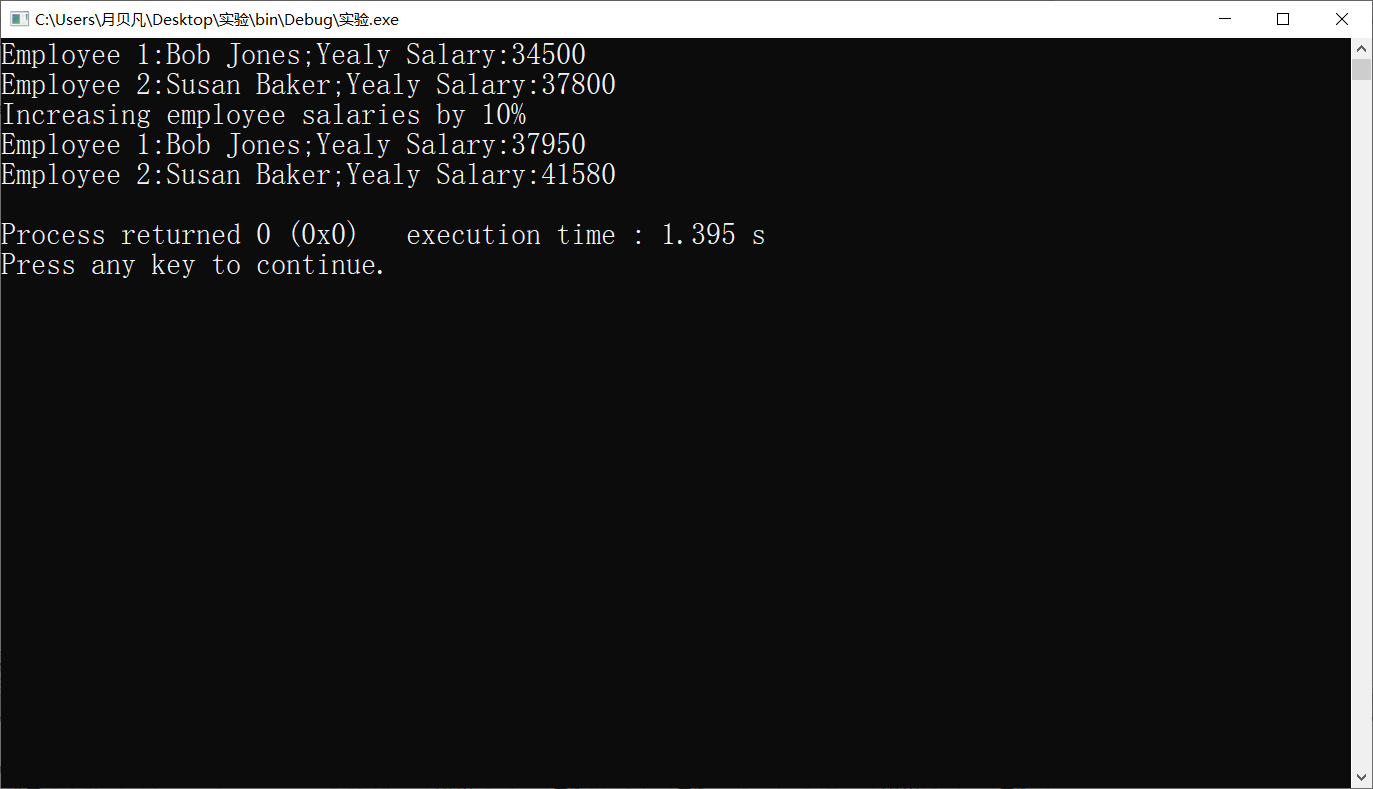 C:\Users\月贝凡\Desktop\实验\bin\Debug\实验.exe
Employee 1:Bob Jones;Yealy Salary:34500
Employee 2:Susan Baker;Yealy Salary:37800
Increasing employee salaries by 10%
Employee 1:Bob Jones;Yealy Salary:37950
Employee 2:Susan Baker;Yealy Salary:41580
Process returned 0 (0x0)   execution time : 1.395 s
Press any key to continue.